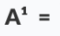 A¹ =